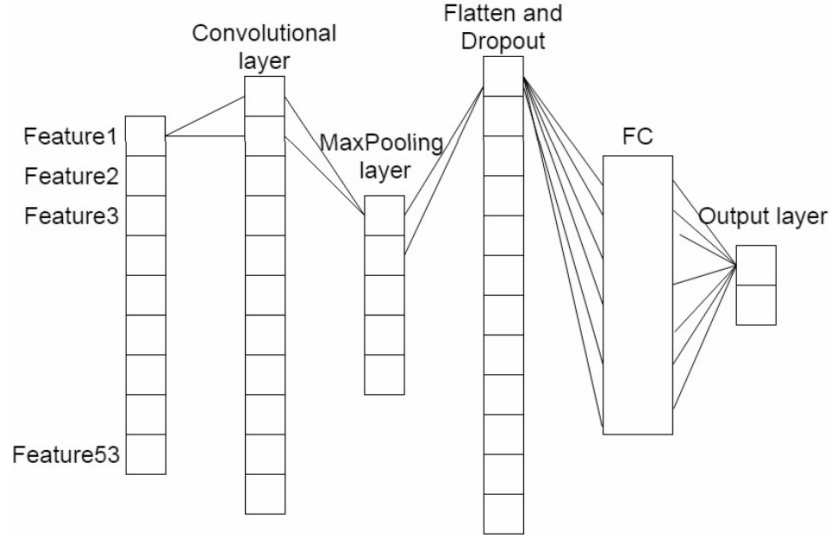 Flatten and
Dropout
Convolutional
layer
Feature1
MaxPooling
layer
FC
Feature2
Feature3
Output layer
Feature53